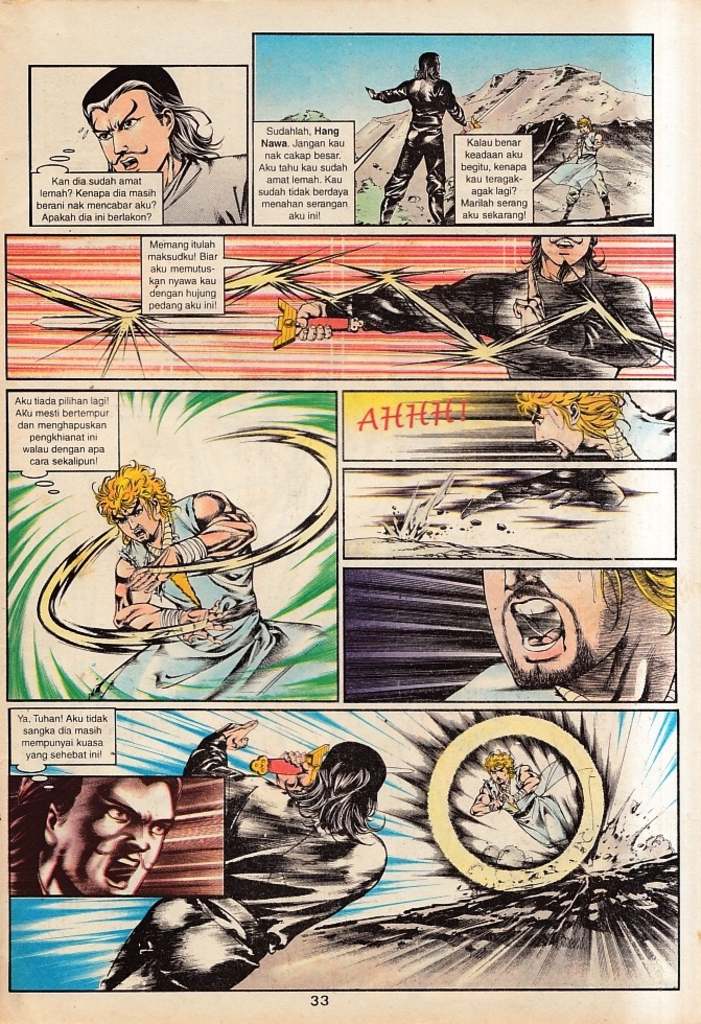 Kan dia sudah amat
lemah? Kenapa dia masih
berani nak mencabar aku?
Apakah dia ini berlakon?
Sudahlah, Hang
Nawa. Jangan kau
nak cakap besar.
Aku tahu kau sudah
amat lemah. Kau
sudah tidak berdaya
menahan serangan
aku ini!
Kalau benar
keadaan aku
begitu, kenapa
kau teragak-
agak lagi?
Marilah serang
aku sekarang!
Memang itulah
maksudku! Biar
aku memutus-
kan nyawa kau
dengan hujung
pedang aku ini!
Aku tiada pilihan lagi!
AKu mesti bertempur
dan menghapuskan
pengkhianat ini
walau dengan apa
cara sekalipun!
AHHH!
Ya, Tuhan! Aku tidak
sangka dia masih
mempunyai kuasa
yang sehebat ini!
33